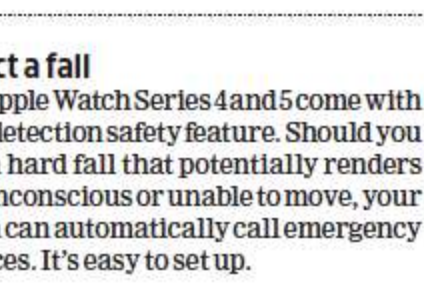 ct a fall
pple Watch Series 4 and 5 come with
detection safety feature. Should you
hard fall that potentially renders
nconscious or unable to move, your
can automatically call emergency
ces. It's easy to set up.